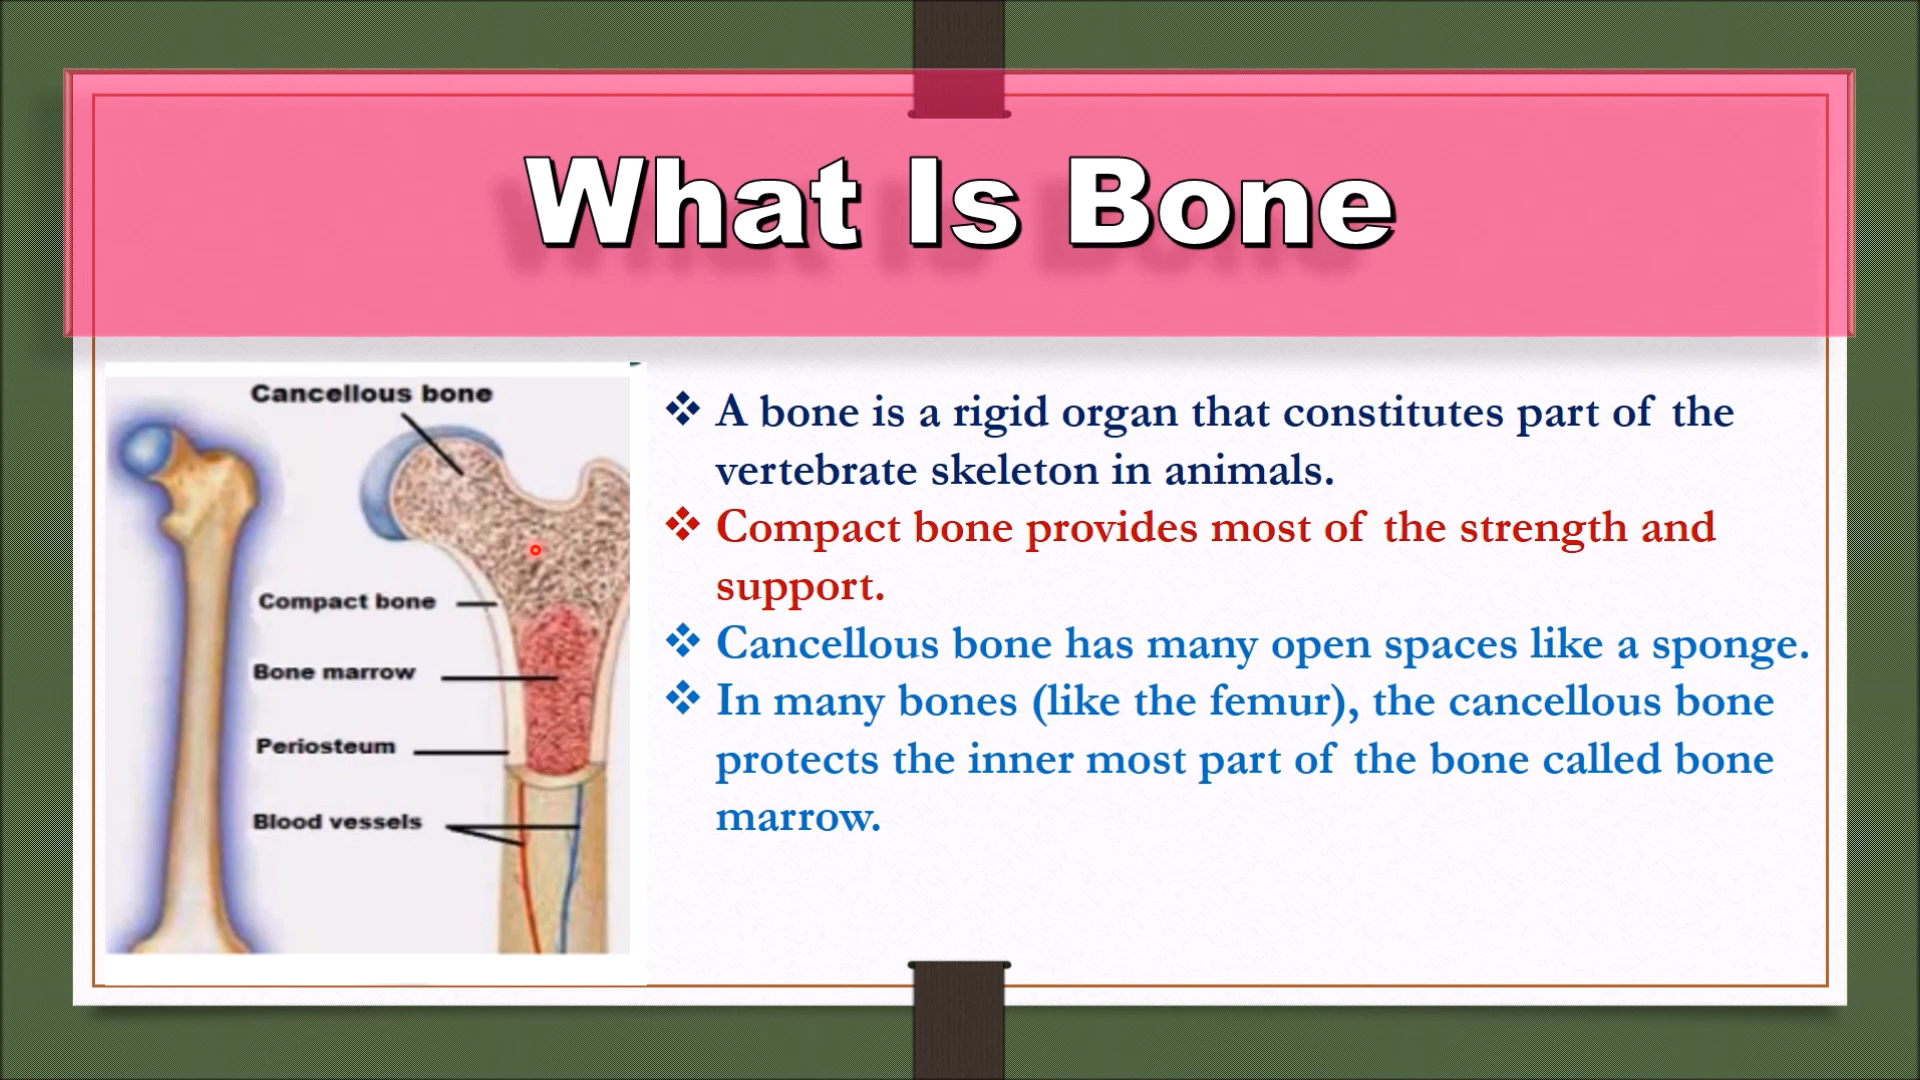 What Is Bone
Cancellous bone
Compact bone
Bone marrow
Periosteum
Blood vessels
❖ A bone is a rigid organ that constitutes part of the
vertebrate skeleton in animals.
❖ Compact bone provides most of the strength and
support.
❖ Cancellous bone has many open spaces like a sponge.
❖ In many bones (like the femur), the cancellous bone
protects the inner most part of the bone called bone
marrow.